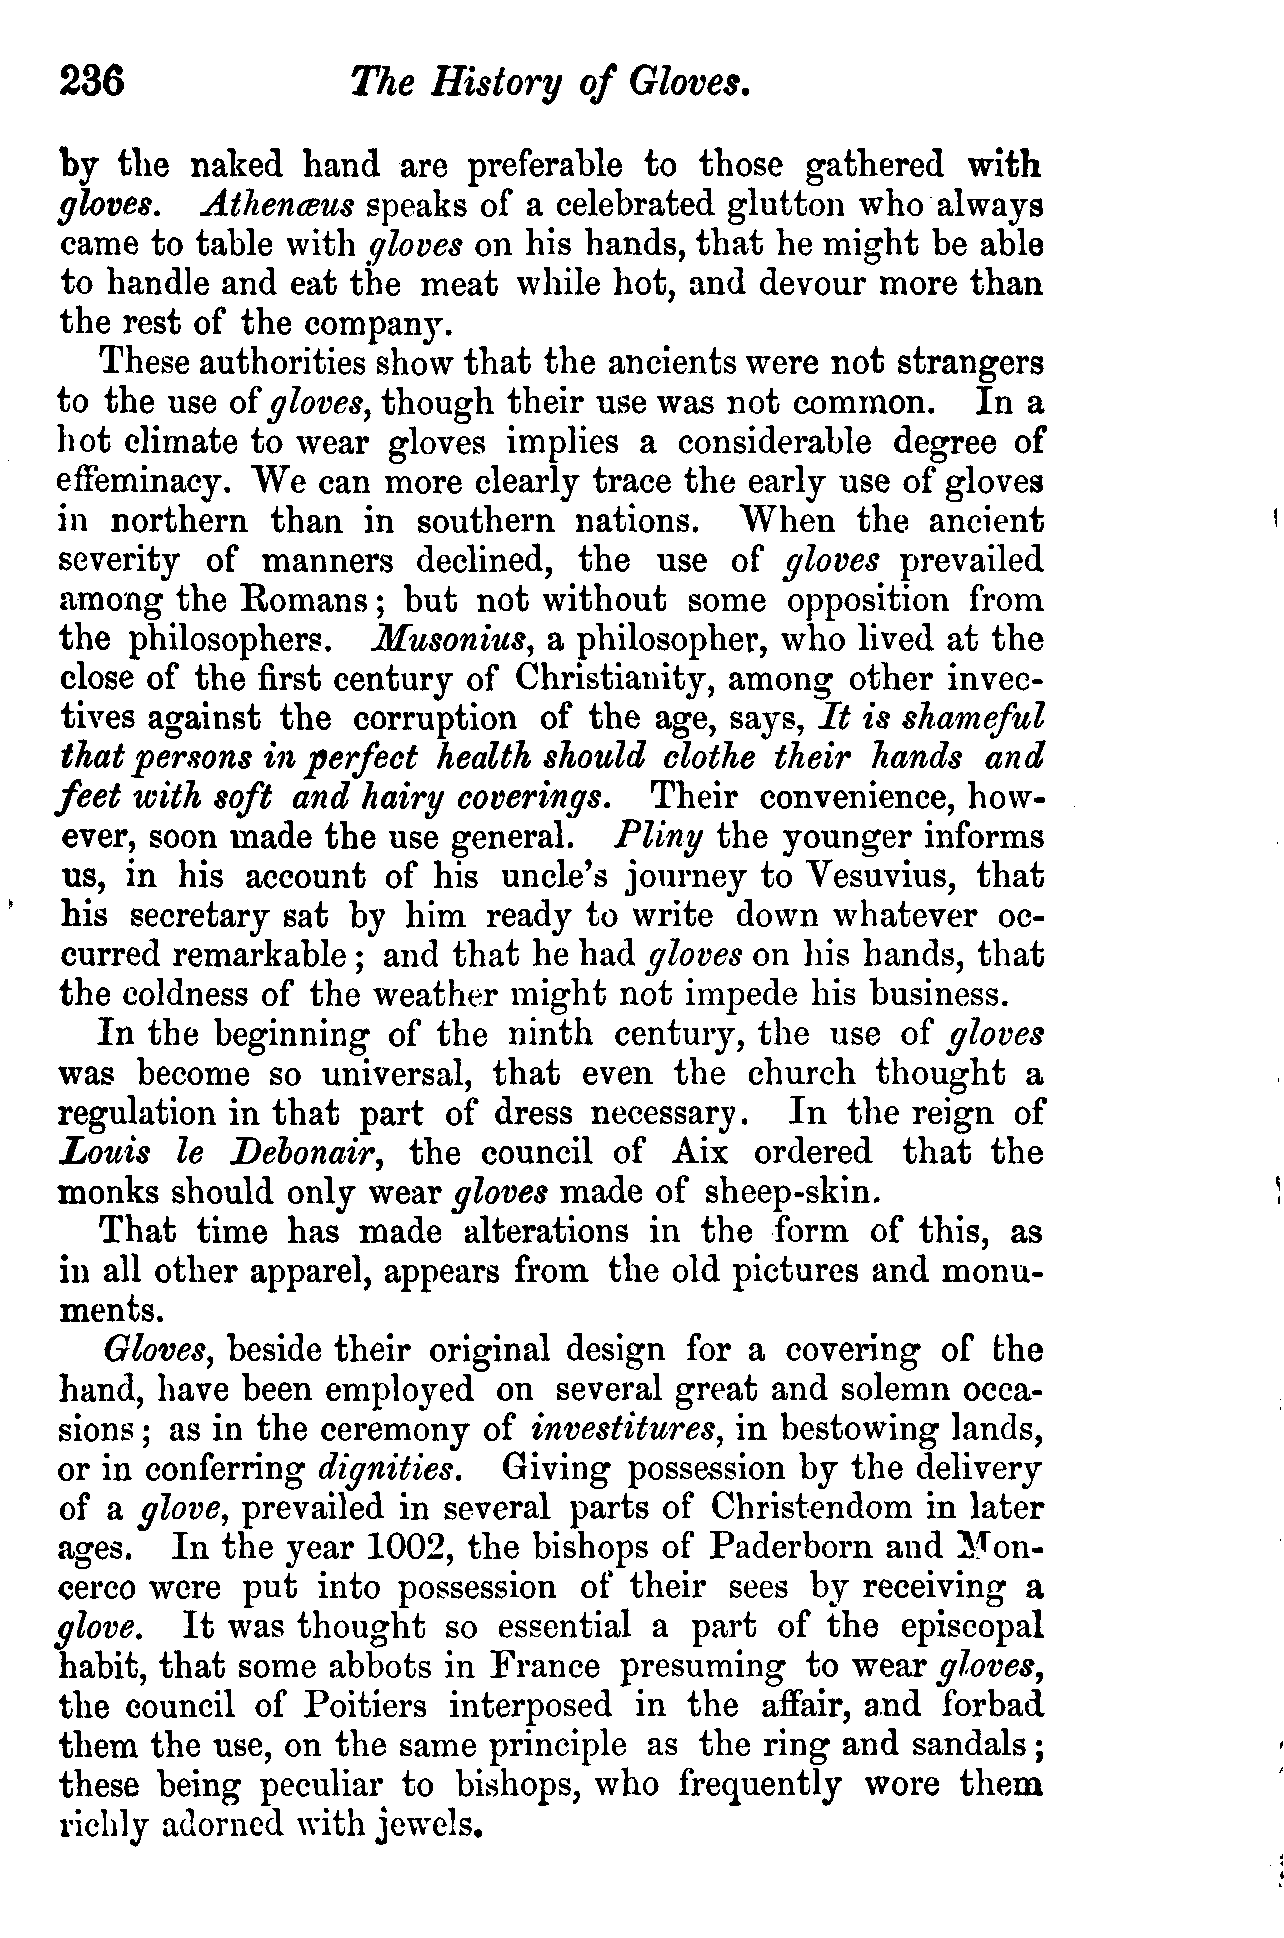 236 The History of Gloves.
by the naked hand are preferable to those gathered with
gloves. Athenæus speaks of a celebrated glutton who always
came to table with gloves on his hands, that he might be able
to handle and eat the meat while hot, and devour more than
the rest of the company.
These authorities show that the ancients were not strangers
to the use of gloves, though their use was not common. In a
hot climate to wear gloves implies a considerable degree of
effeminacy. We can more clearly trace the early use of gloves
in northern than in southern nations. When the ancient
severity of manners declined, the use of gloves prevailed
among the Romans; but not without some opposition from
the philosophers. Musonius, a philosopher, who lived at the
close of the first century of Christianity, among other invec-
tives against the corruption of the age, says, It is shameful
that persons in perfect health should clothe their hands and
feet with soft and hairy coverings. Their convenience, how-
ever, soon made the use general. Pliny the younger informs
us, in his account of his uncle's journey to Vesuvius, that
his secretary sat by him ready to write down whatever oc-
curred remarkable; and that he had gloves on his hands, that
the coldness of the weather might not impede his business.
In the beginning of the ninth century, the use of gloves
was become so universal, that even the church thought a
regulation in that part of dress necessary. In the reign of
Louis le Debonair, the council of Aix ordered that the
monks should only wear gloves made of sheep-skin.
That time has made alterations in the form of this, as
in all other apparel, appears from the old pictures and monu-
ments.
Gloves, beside their original design for a covering of the
hand, have been employed on several great and solemn occa-
sions; as in the ceremony of investitures, in bestowing lands,
or in conferring dignities. Giving possession by the delivery
of a glove, prevailed in several parts of Christendom in later
ages. In the year 1002, the bishops of Paderborn and Mon-
cerco were put into possession of their sees by receiving a
glove. It was thought so essential a part of the episcopal
habit, that some abbots in France presuming to wear gloves,
the council of Poitiers interposed in the affair, and forbad
them the use, on the same principle as the ring and sandals;
these being peculiar to bishops, who frequently wore them
richly adorned with jewels.